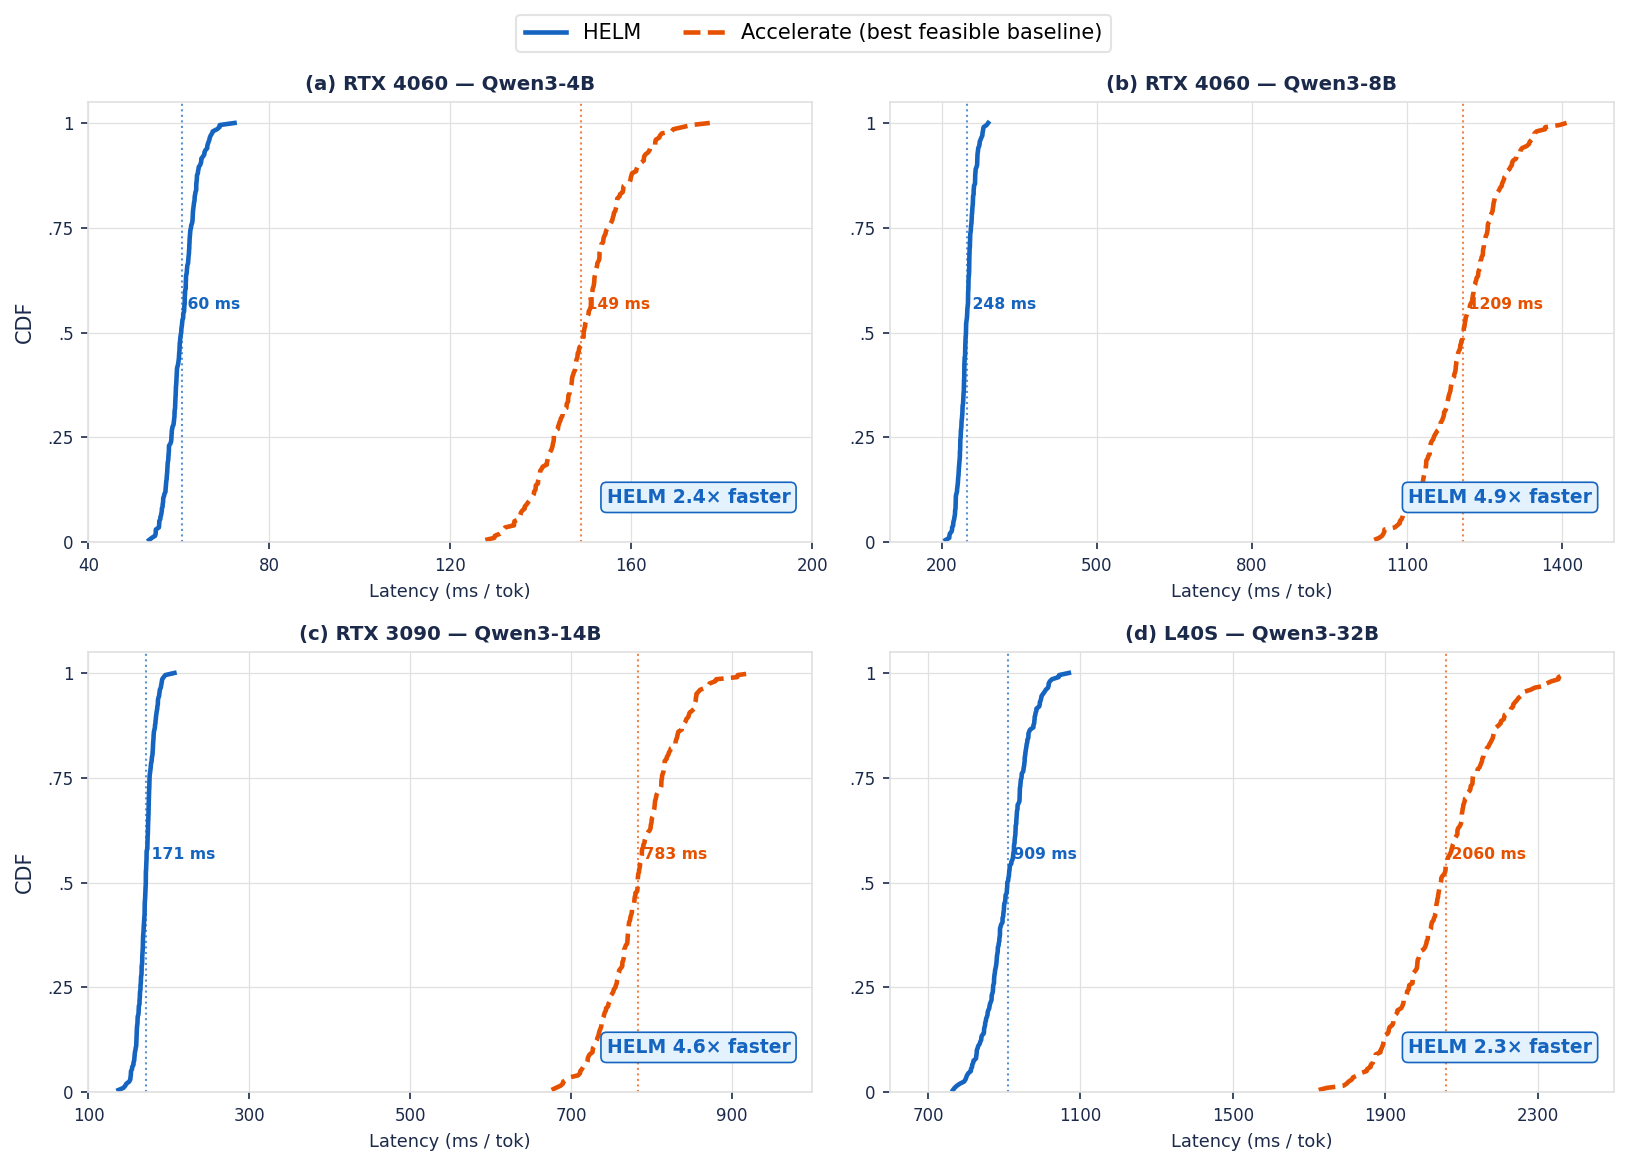 HELM
Accelerate (best feasible baseline)
(a) RTX 4060 — Qwen3-4B
CDF
1
.75
.5
.25
0
60 ms
149 ms
HELM 2.4× faster
40 80 120 160 200
Latency (ms / tok)
(b) RTX 4060 — Qwen3-8B
1
.75
.5
.25
0
248 ms
1209 ms
HELM 4.9× faster
200 500 800 1100 1400
Latency (ms / tok)
(c) RTX 3090 — Qwen3-14B
CDF
1
.75
.5
.25
0
171 ms
783 ms
HELM 4.6× faster
100 300 500 700 900
Latency (ms / tok)
(d) L40S — Qwen3-32B
1
.75
.5
.25
0
909 ms
2060 ms
HELM 2.3× faster
700 1100 1500 1900 2300
Latency (ms / tok)